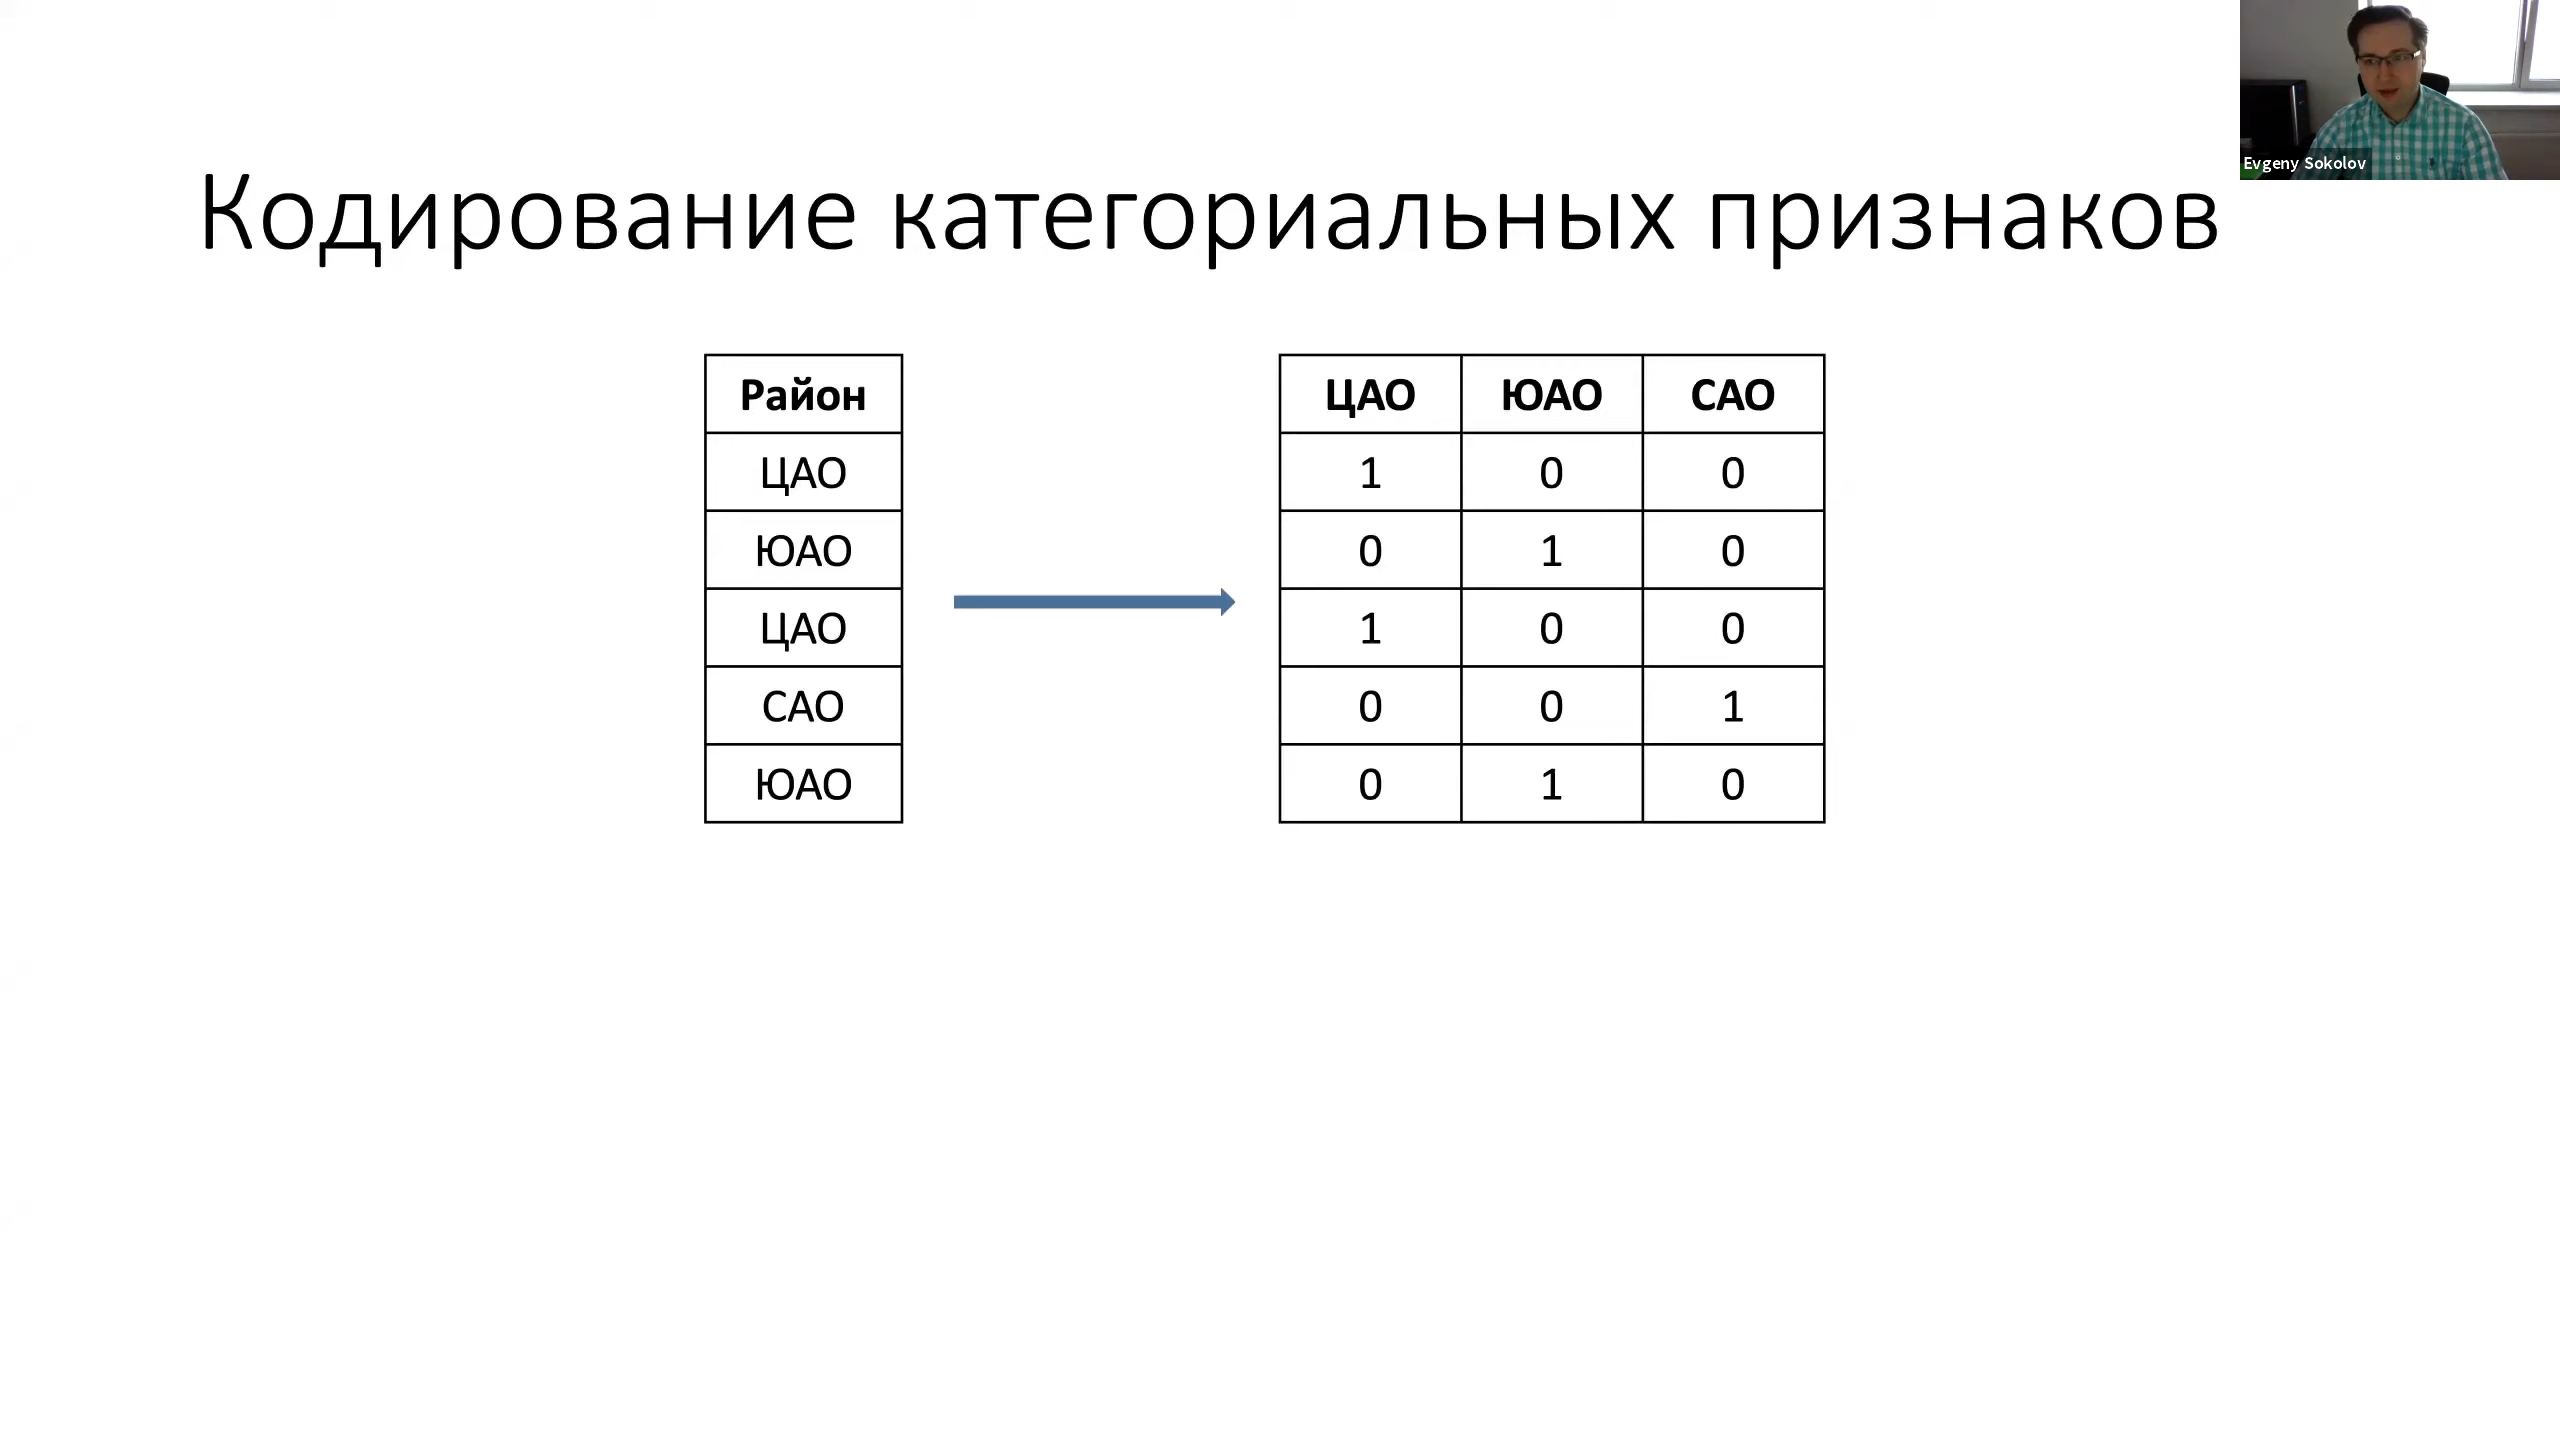 Evgeny Sokolov
Кодирование категориальных признаков
Район
ЦАО
ЮАО
ЦАО
САО
ЮАО
ЦАО ЮАО САО
1 0 0
0 1 0
1 0 0
0 0 1
0 1 0